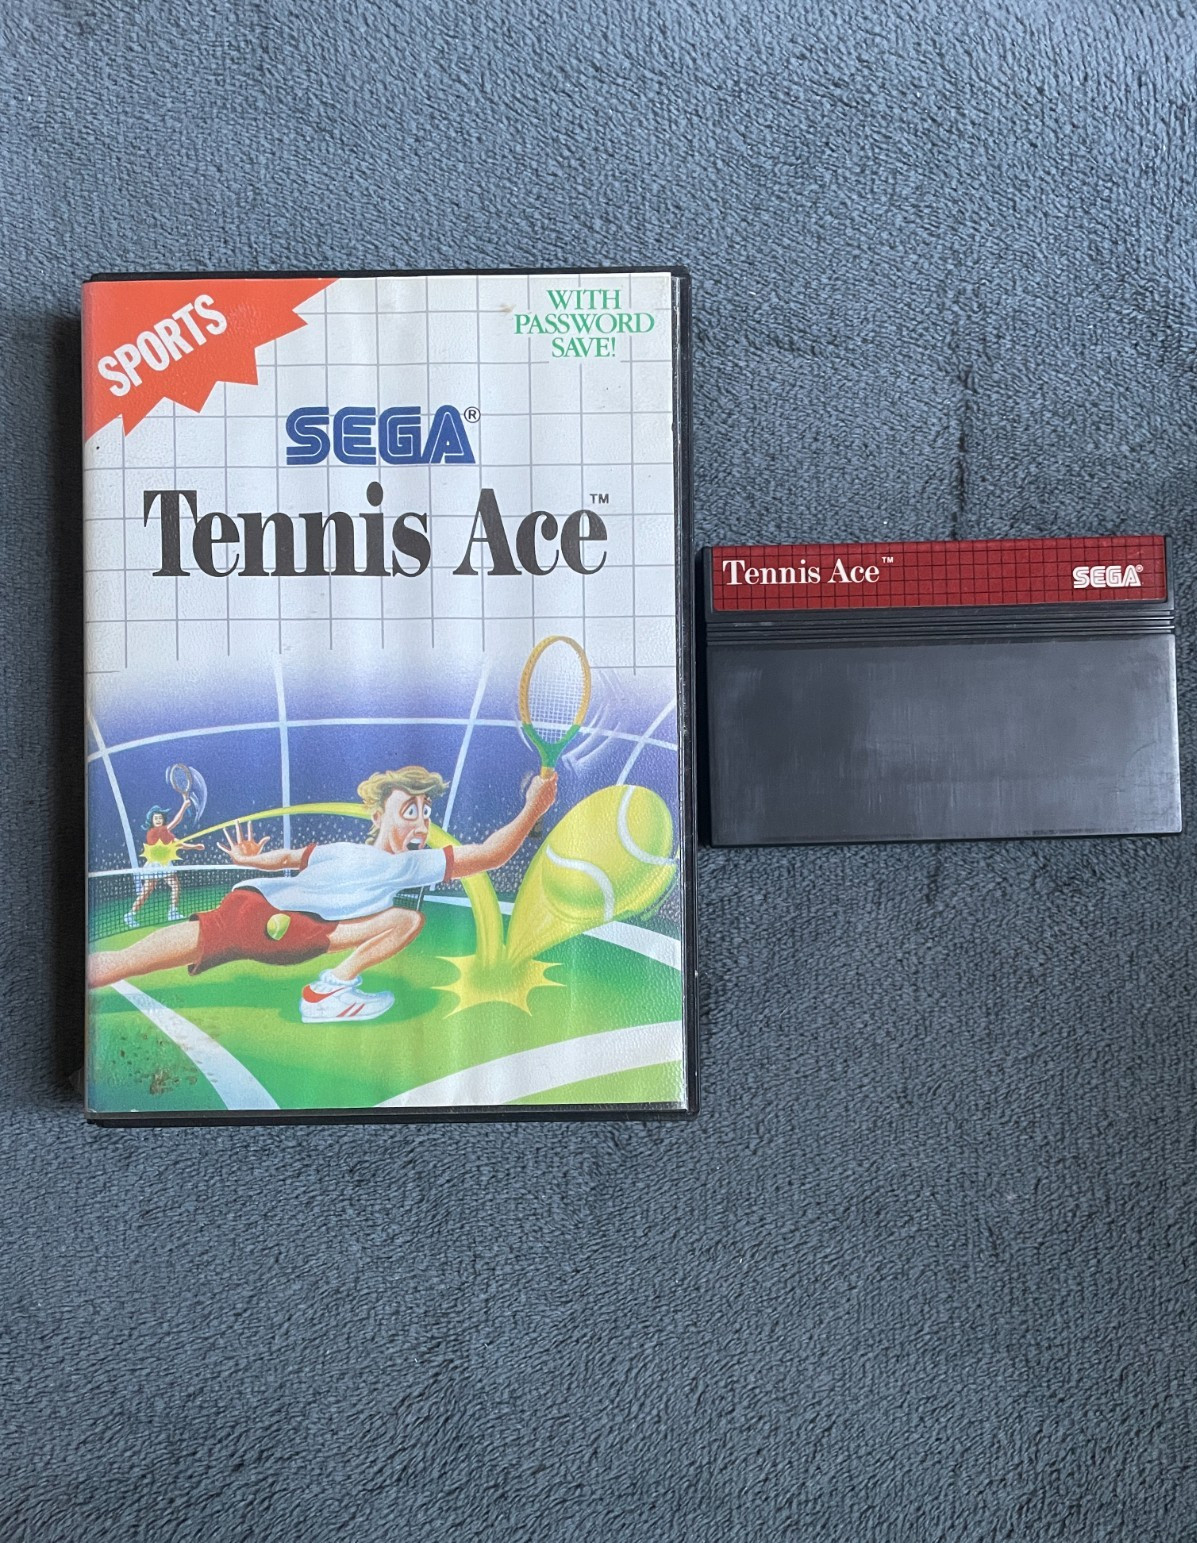 SPORTS
WITH
PASSWORD
SAVE!
SEGA®
Tennis Ace™
Tennis Ace™
SEGA®